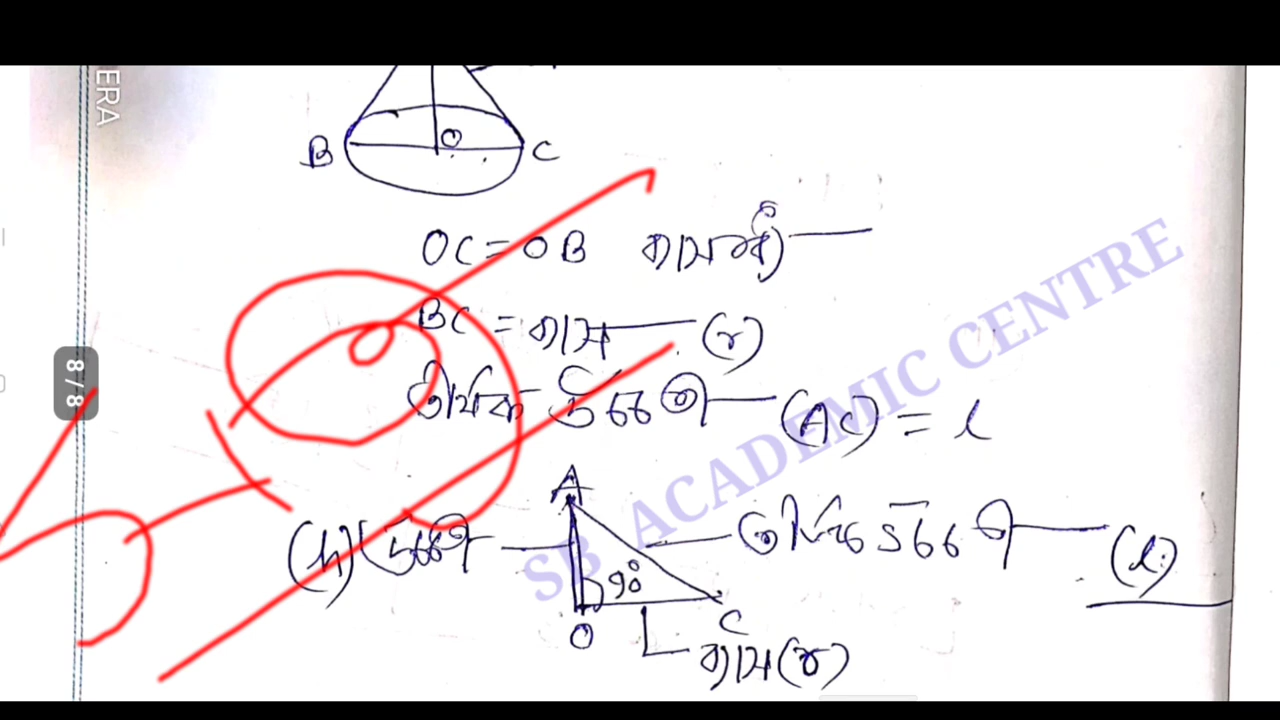 ERA
B O C
OC = OB ব্যাসার্ধ
BC = ব্যাস (r)
তীর্যক উচ্চতা (AC) = l
A
(h) উচ্চতা 90° তীর্যক উচ্চতা (l)
O C
ব্যাস (r)
8/8
SB ACADEMIC CENTRE